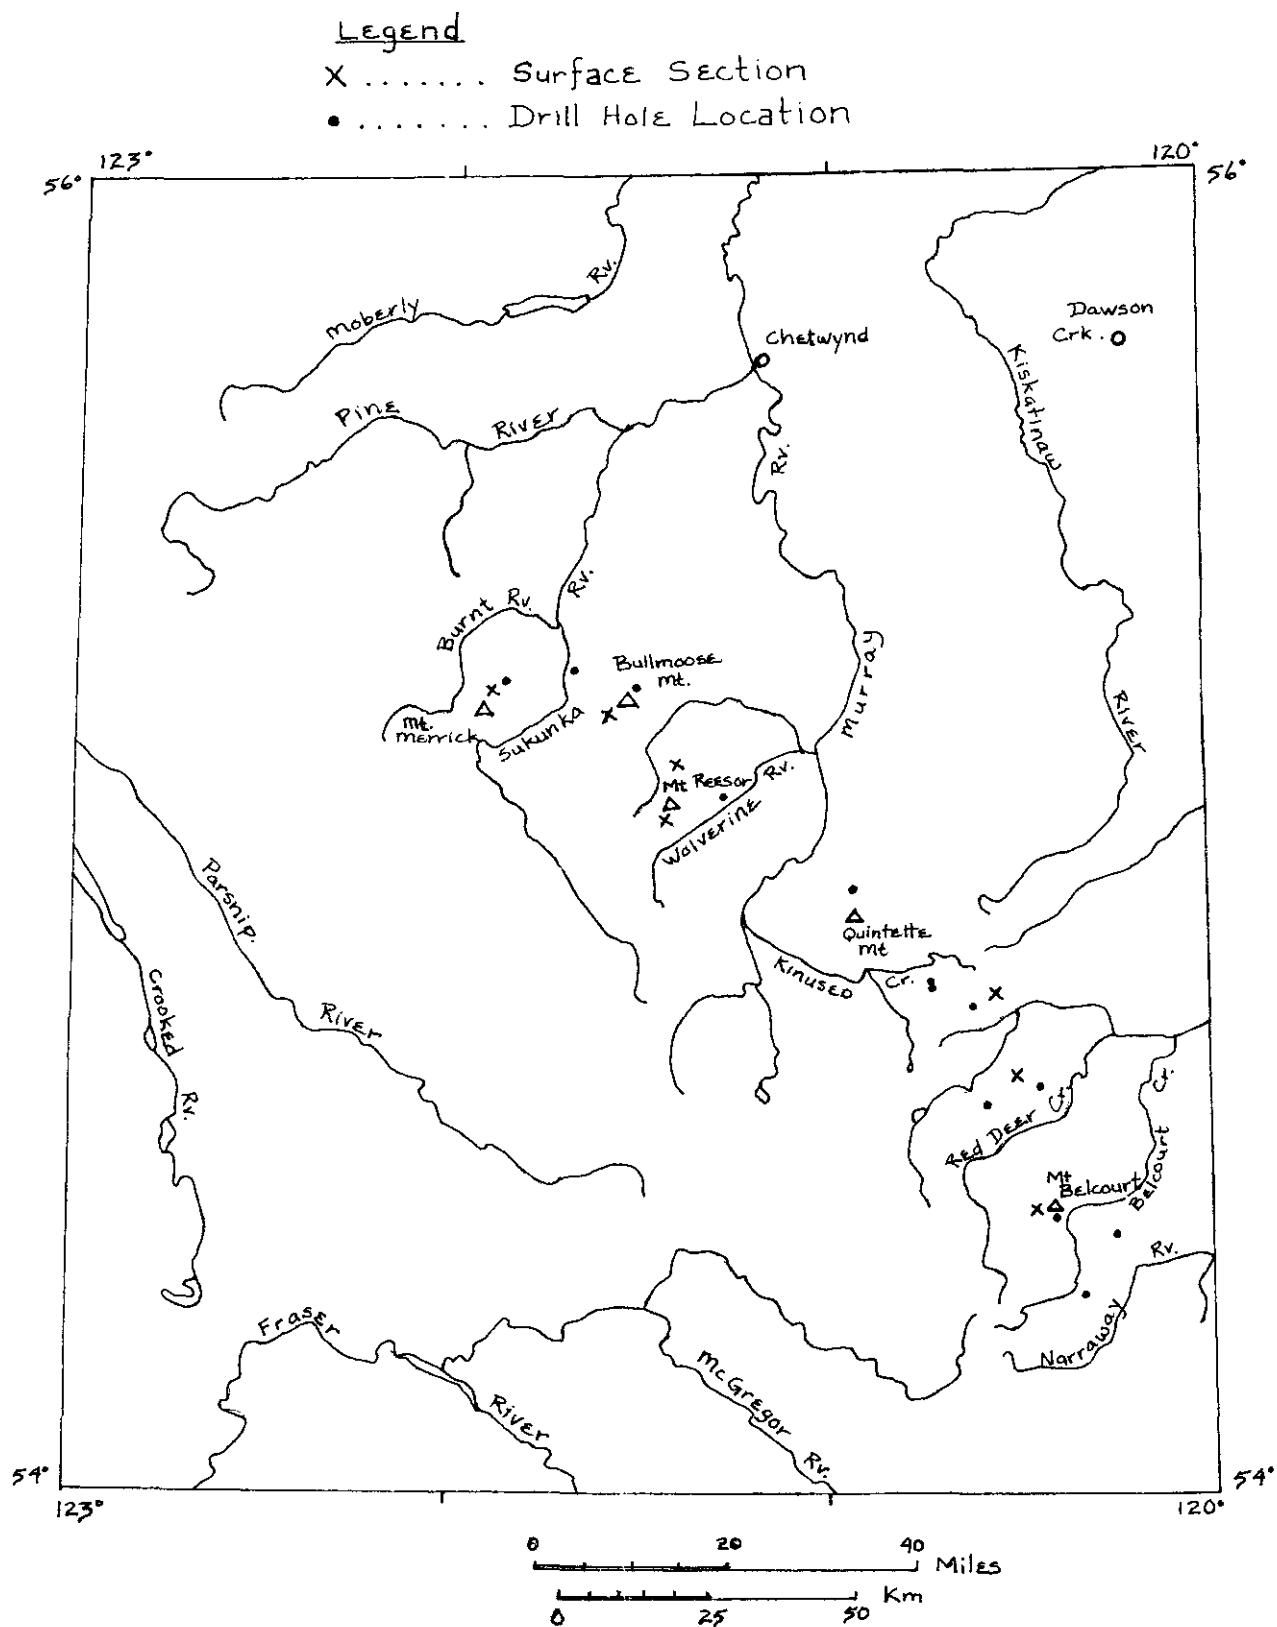 Legend
X ....... Surface Section
• ....... Drill Hole Location
123°
120°
56°
56°
Moberly Rv.
Dawson
Crk.
Chetwynd
Kiskatinaw River
Pine River
Rv.
Burnt Rv.
Rv.
Bullmoose
Mt.
Murray
Mt.
Merrick
Sukunka
Mt Reesor
Wolverine Rv.
Parsnip River
Quintette
Mt
Kinuseo Cr.
Crooked Rv.
Red Deer Cr.
Mt
Belcourt
Belcourt Cr.
Narraway Rv.
Fraser River
McGregor Rv.
54°
54°
123°
120°
0 20 40 Miles
Km
0 25 50